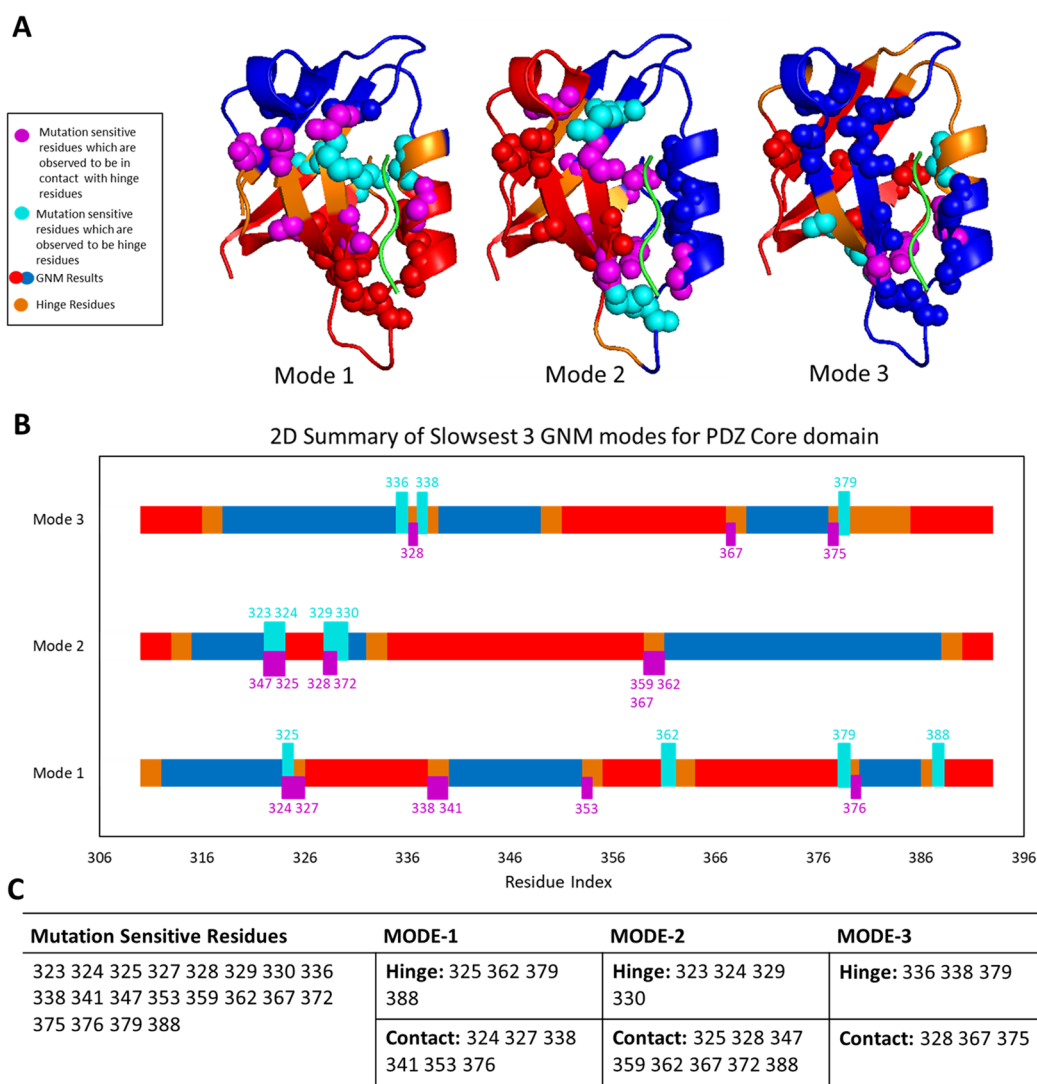 A
Mutation sensitive
residues which are
observed to be in
contact with hinge
residues
Mutation sensitive
residues which are
observed to be hinge
residues
GNM Results
Hinge Residues
Mode 1
Mode 2
Mode 3
B
2D Summary of Slowsest 3 GNM modes for PDZ Core domain
336 338 379
Mode 3
328 367 375
323 324 329 330
Mode 2
347 325 328 372 359 362
367
325 362 379 388
Mode 1
324 327 338 341 353 376
306 316 326 336 346 356 366 376 386 396
Residue Index
C
Mutation Sensitive Residues MODE-1 MODE-2 MODE-3
323 324 325 327 328 329 330 336 Hinge: 325 362 379 Hinge: 323 324 329 Hinge: 336 338 379
338 341 347 353 359 362 367 372 388 330
375 376 379 388
Contact: 324 327 338 Contact: 325 328 347 Contact: 328 367 375
341 353 376 359 362 367 372 388